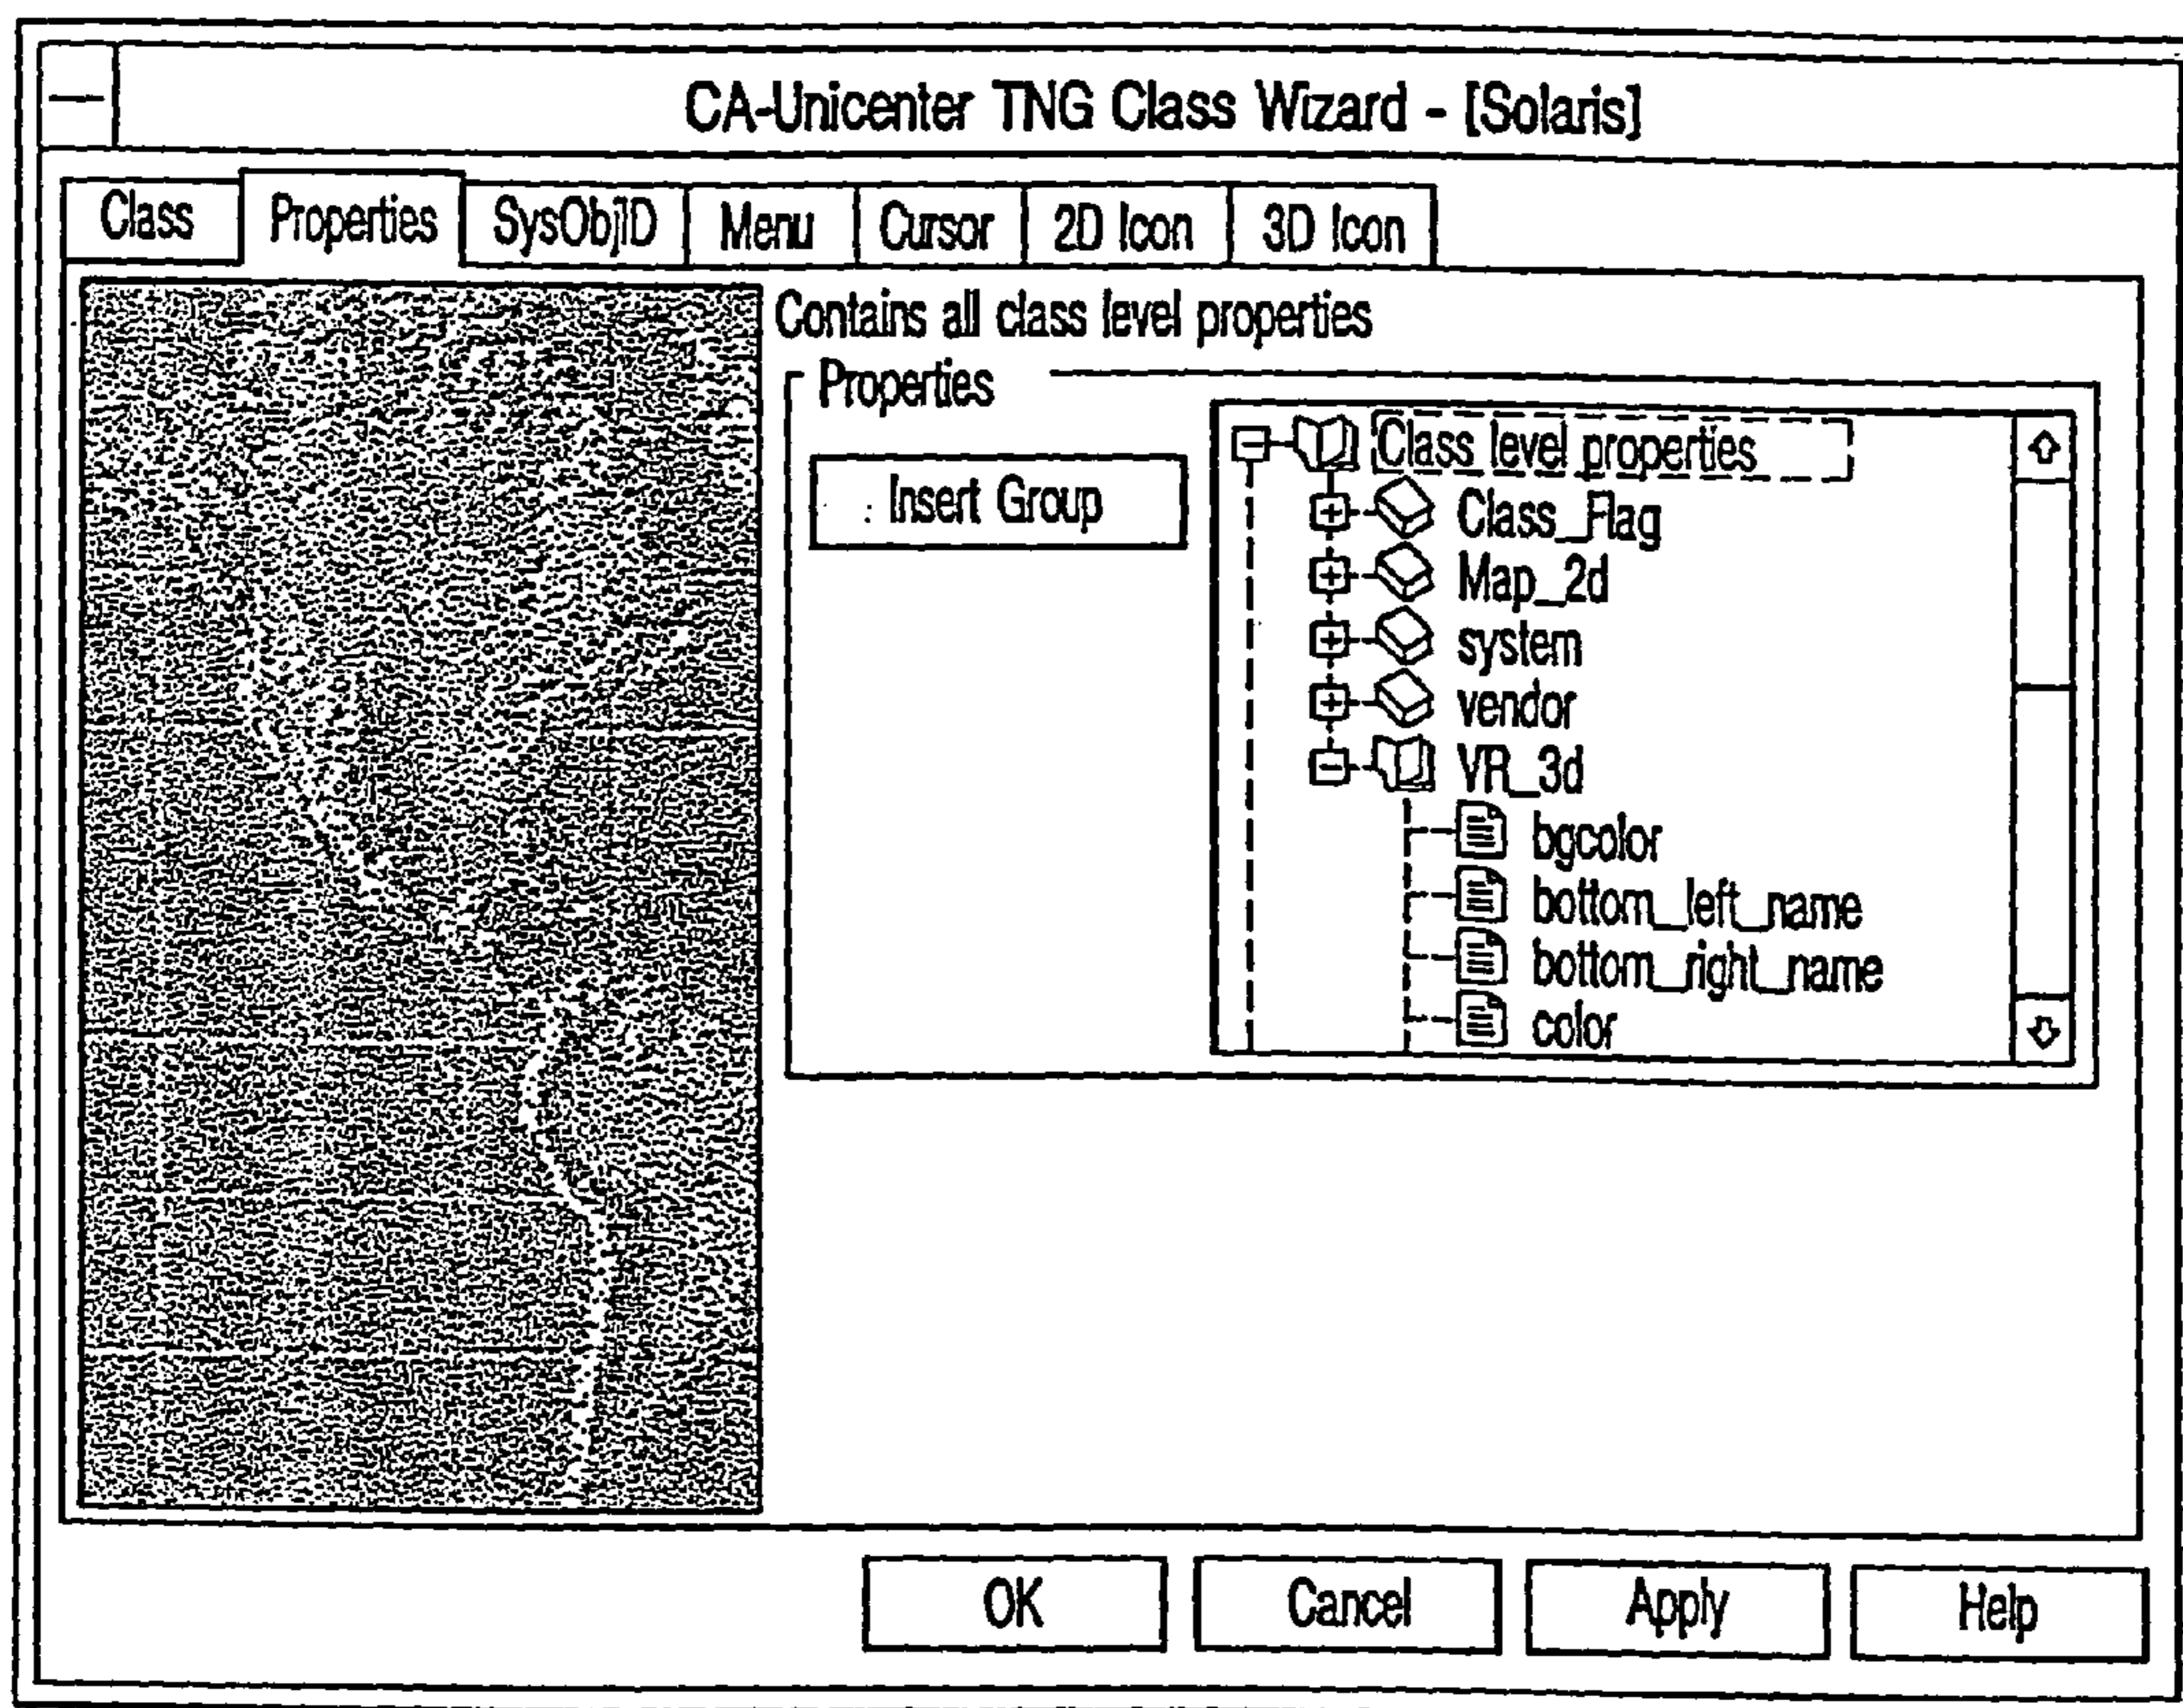 CA-Unicenter TNG Class Wizard - [Solaris]
Class Properties SysObjID Menu Cursor 2D Icon 3D Icon
Contains all class level properties
Properties
Insert Group
Class level properties
Class_Flag
Map_2d
system
vendor
VR_3d
bgcolor
bottom_left_name
bottom_right_name
color
OK Cancel Apply Help